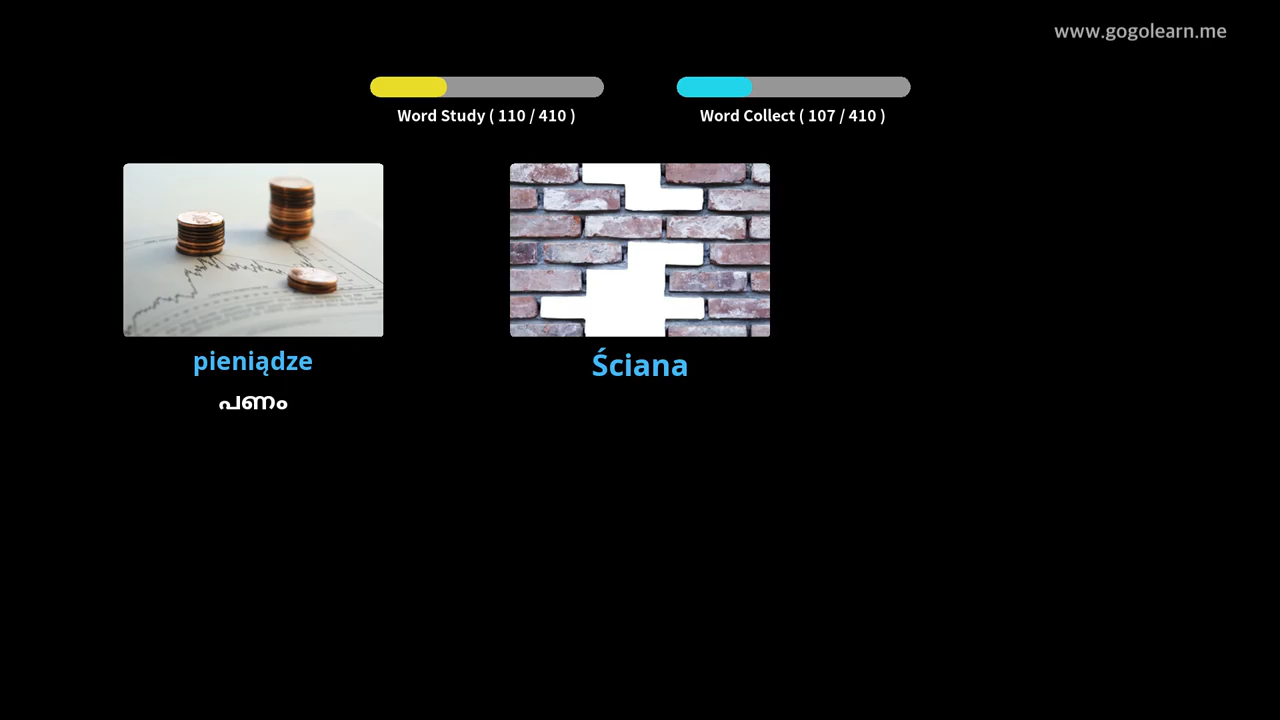 www.gogolearn.me
Word Study ( 110 / 410 )
Word Collect ( 107 / 410 )
pieniądze
Ściana
പണം